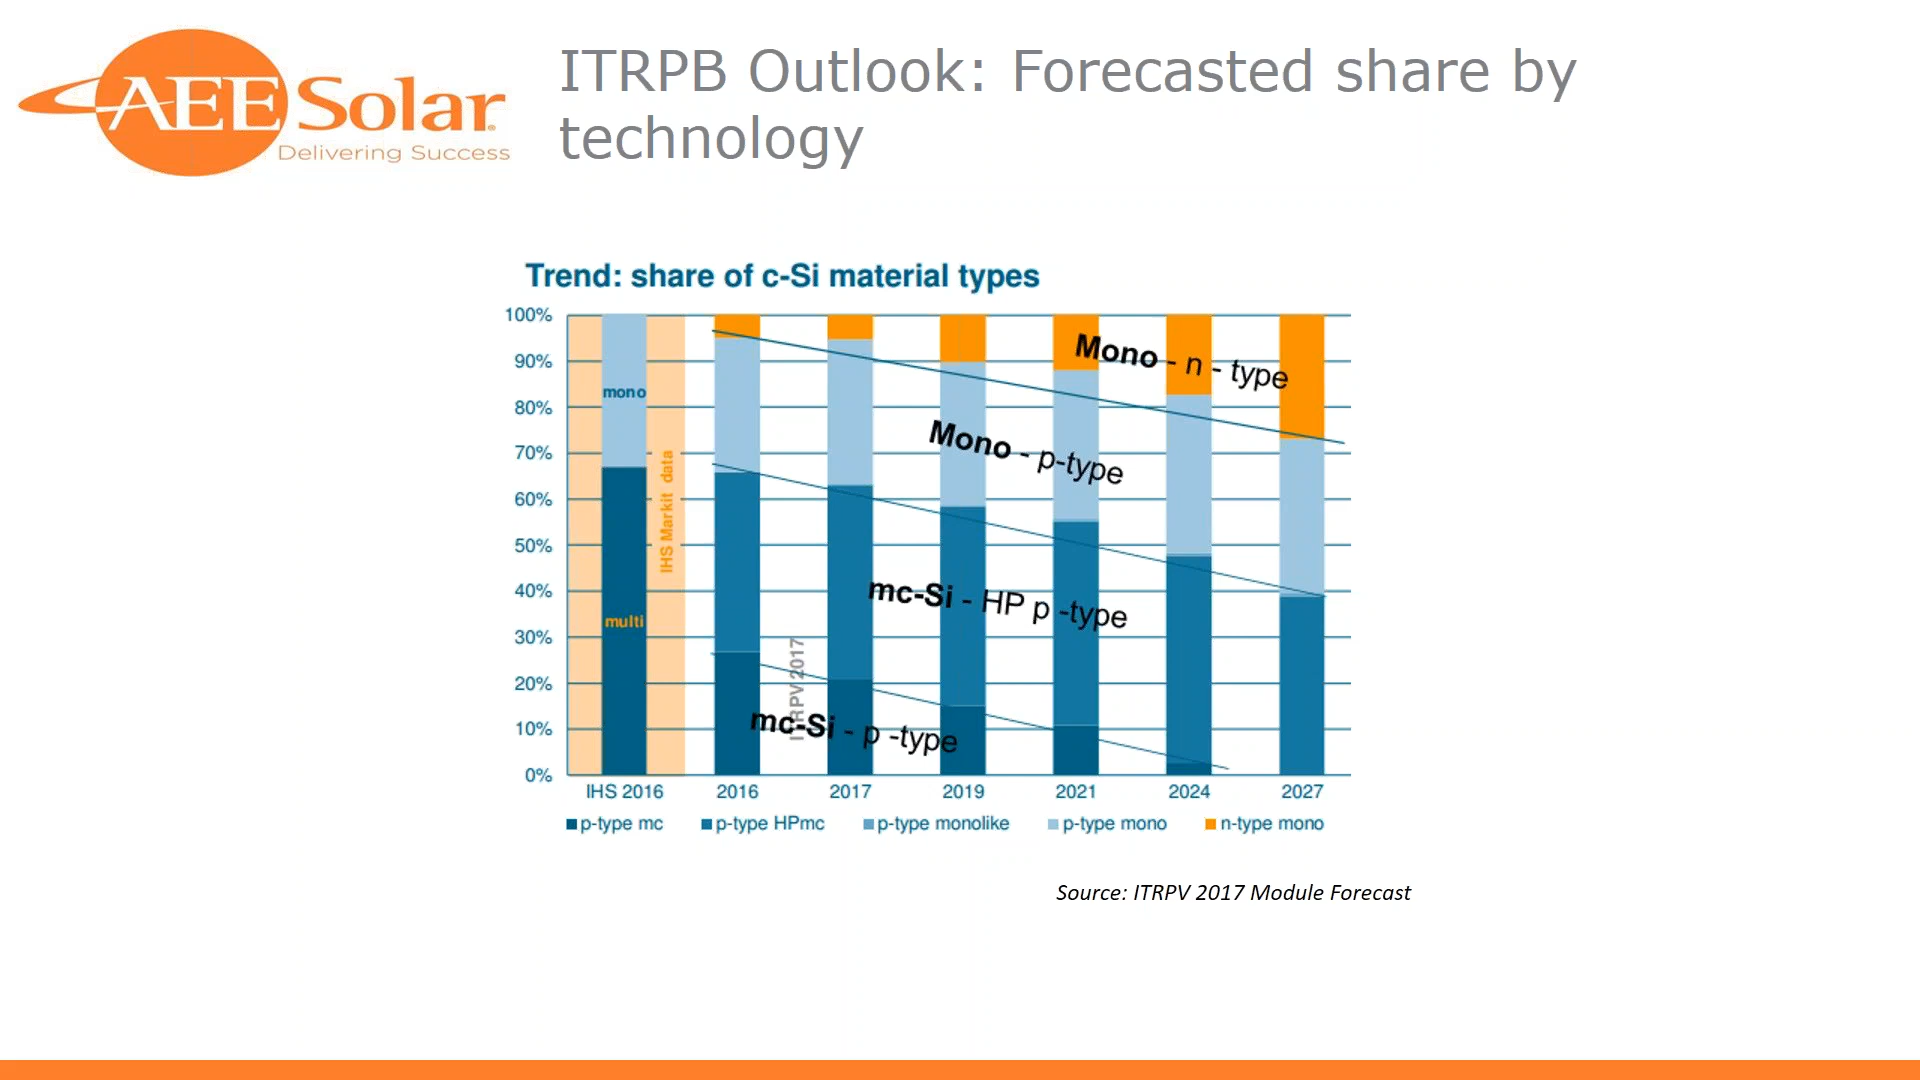 AEE Solar
Delivering Success
ITRPB Outlook: Forecasted share by
technology
Trend: share of c-Si material types
100%
90%
80%
70%
60%
50%
40%
30%
20%
10%
0%
mono
multi
IHS Markit data
ITRPV 2017
Mono - n - type
Mono - p-type
mc-Si - HP p -type
mc-Si - p -type
IHS 2016 2016 2017 2019 2021 2024 2027
p-type mc p-type HPmc p-type monolike p-type mono n-type mono
Source: ITRPV 2017 Module Forecast